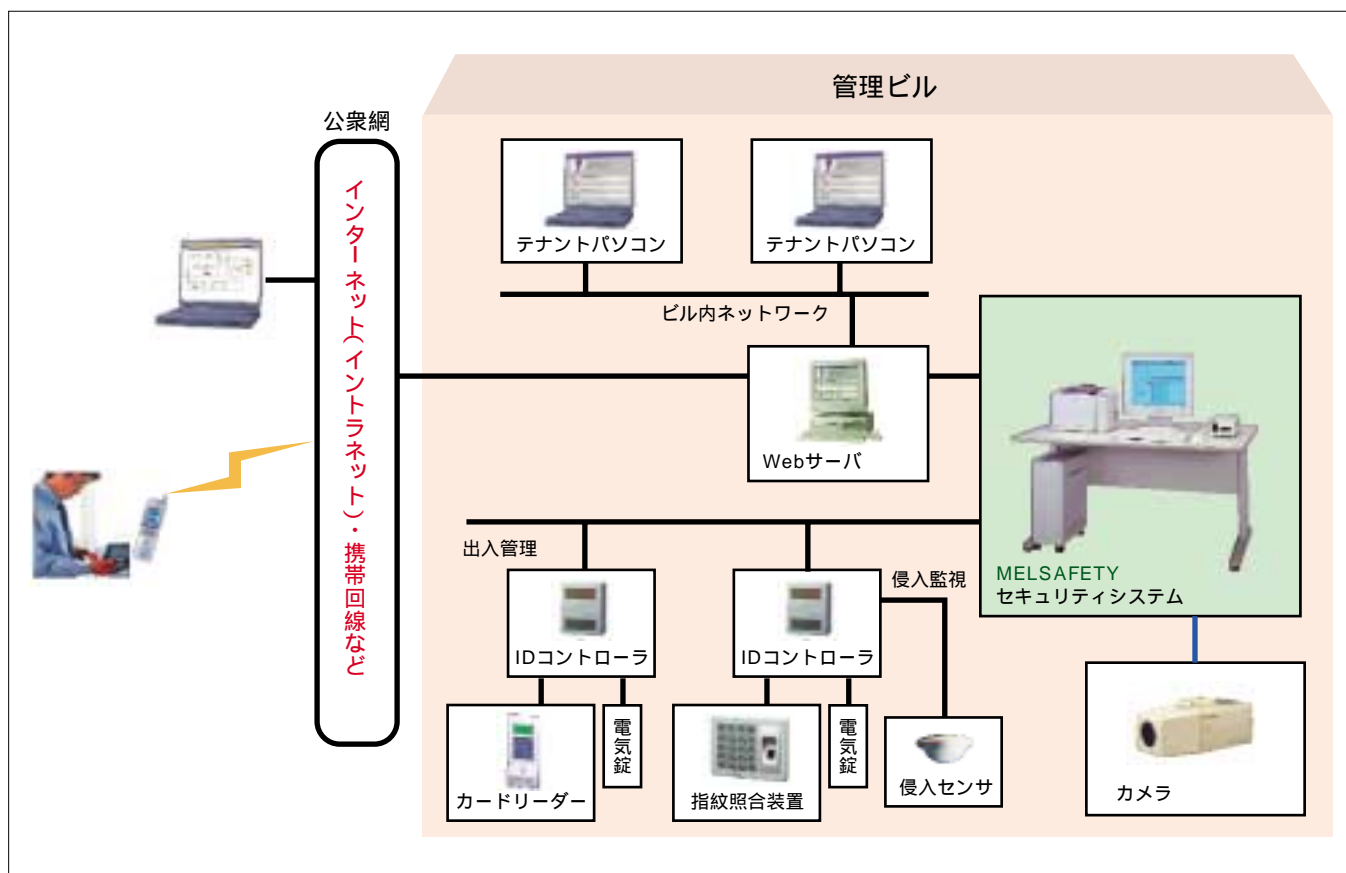 管理ビル
公衆網
インターネット(イントラネット)・携帯回線など
テナントパソコン
テナントパソコン
ビル内ネットワーク
Webサーバ
MELSAFETY
セキュリティシステム
出入管理
侵入監視
IDコントローラ
IDコントローラ
カードリーダー
電気錠
指紋照合装置
電気錠
侵入センサ
カメラ